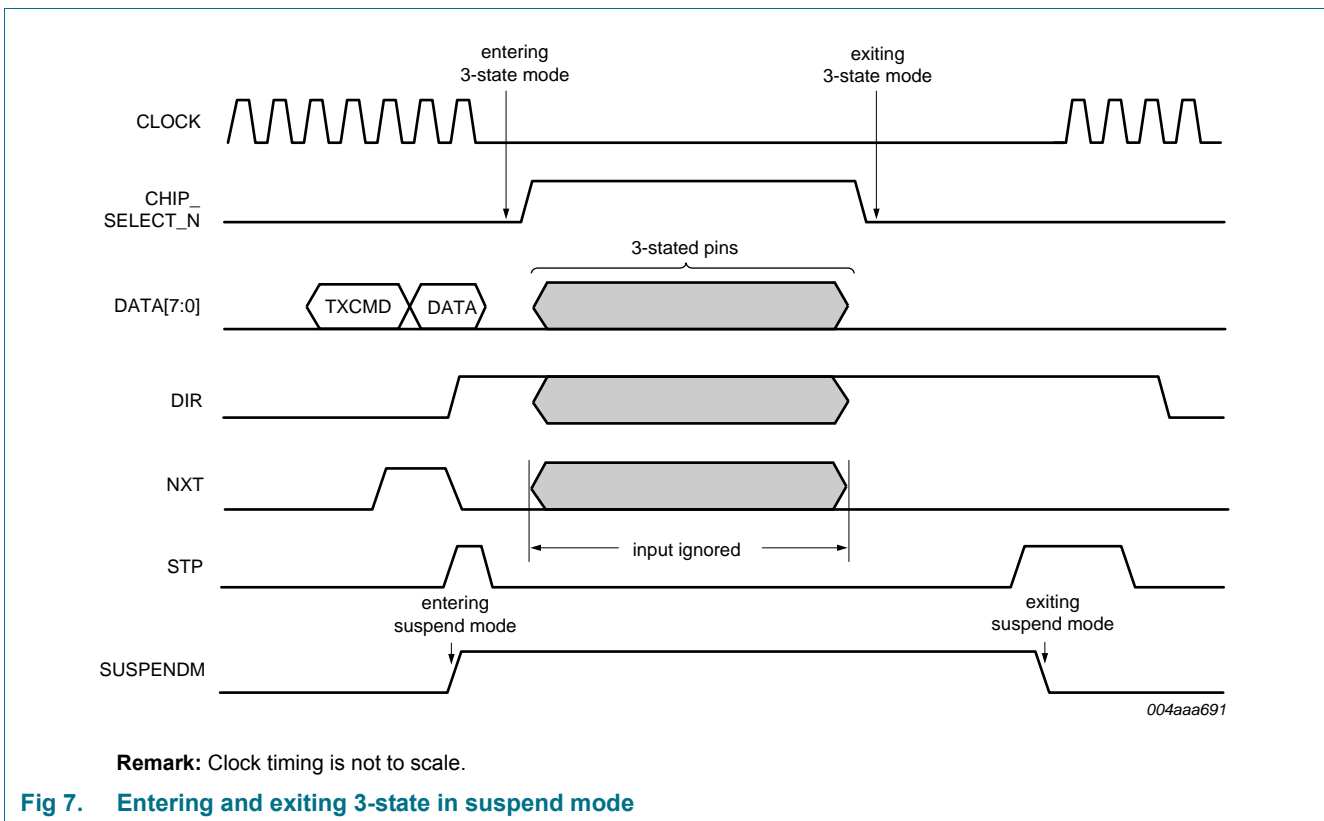 entering
3-state mode
exiting
3-state mode
CLOCK
CHIP_
SELECT_N
3-stated pins
DATA[7:0]
TXCMD
DATA
DIR
NXT
input ignored
STP
entering
suspend mode
exiting
suspend mode
SUSPENDM
004aaa691
Remark: Clock timing is not to scale.
Fig 7. Entering and exiting 3-state in suspend mode